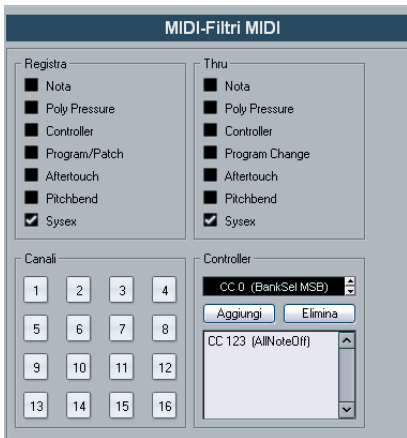 MIDI-Filtri MIDI
Registra
Nota
Poly Pressure
Controller
Program/Patch
Aftertouch
Pitchbend
Sysex
Thru
Nota
Poly Pressure
Controller
Program Change
Aftertouch
Pitchbend
Sysex
Canali
1 2 3 4
5 6 7 8
9 10 11 12
13 14 15 16
Controller
CC 0 (BankSel MSB)
Aggiungi Elimina
CC 123 (AllNoteOff)